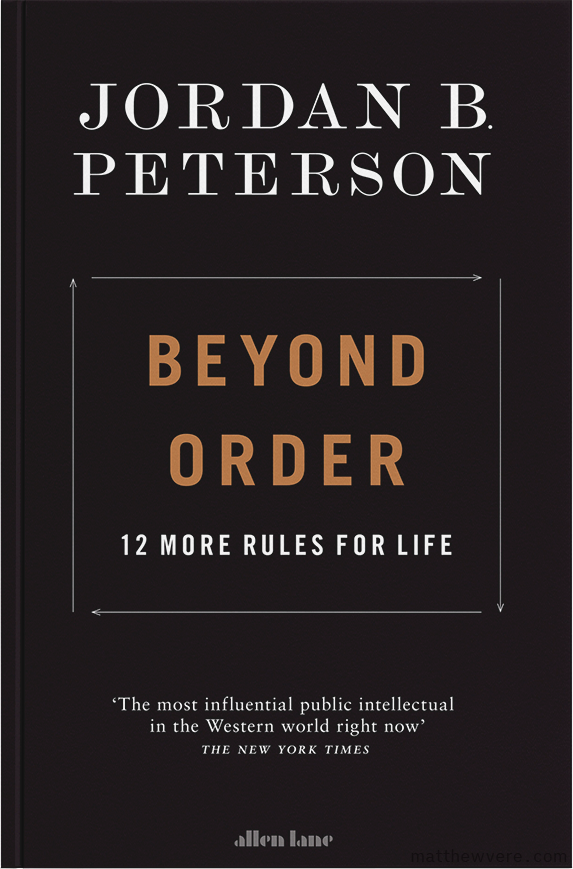 JORDAN B.
PETERSON
BEYOND
ORDER
12 MORE RULES FOR LIFE
‘The most influential public intellectual
in the Western world right now’
THE NEW YORK TIMES
allen lane
matthewvere.com